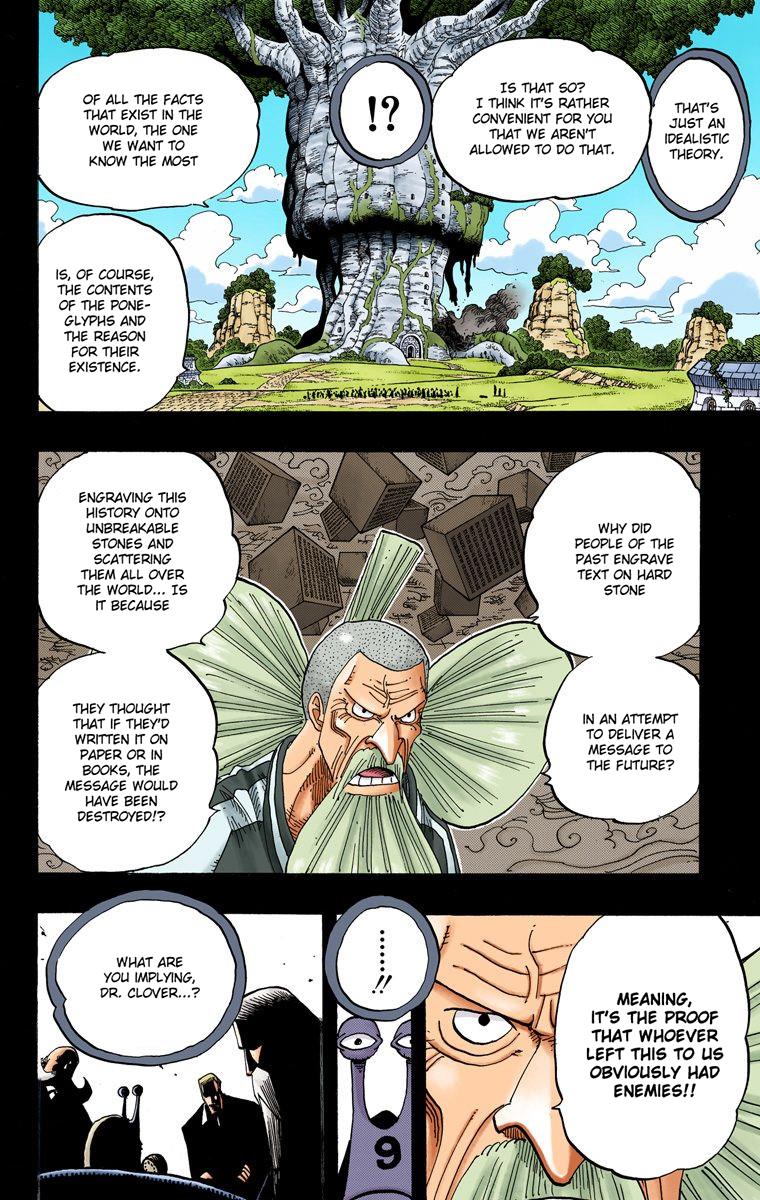 THAT'S
JUST AN
IDEALISTIC
THEORY.
IS THAT SO?
I THINK IT'S RATHER
CONVENIENT FOR YOU
THAT WE AREN'T
ALLOWED TO DO THAT.
!?
OF ALL THE FACTS
THAT EXIST IN THE
WORLD, THE ONE
WE WANT TO
KNOW THE MOST
IS, OF COURSE,
THE CONTENTS
OF THE PONE-
GLYPHS AND
THE REASON
FOR THEIR
EXISTENCE.
WHY DID
PEOPLE OF THE
PAST ENGRAVE
TEXT ON HARD
STONE
IN AN ATTEMPT
TO DELIVER A
MESSAGE TO
THE FUTURE?
ENGRAVING THIS
HISTORY ONTO
UNBREAKABLE
STONES AND
SCATTERING
THEM ALL OVER
THE WORLD... IS
IT BECAUSE
THEY THOUGHT
THAT IF THEY'D
WRITTEN IT ON
PAPER OR IN
BOOKS, THE
MESSAGE WOULD
HAVE BEEN
DESTROYED!?
MEANING,
IT'S THE PROOF
THAT WHOEVER
LEFT THIS TO US
OBVIOUSLY HAD
ENEMIES!!
......!!
9
WHAT ARE
YOU IMPLYING,
DR. CLOVER...?